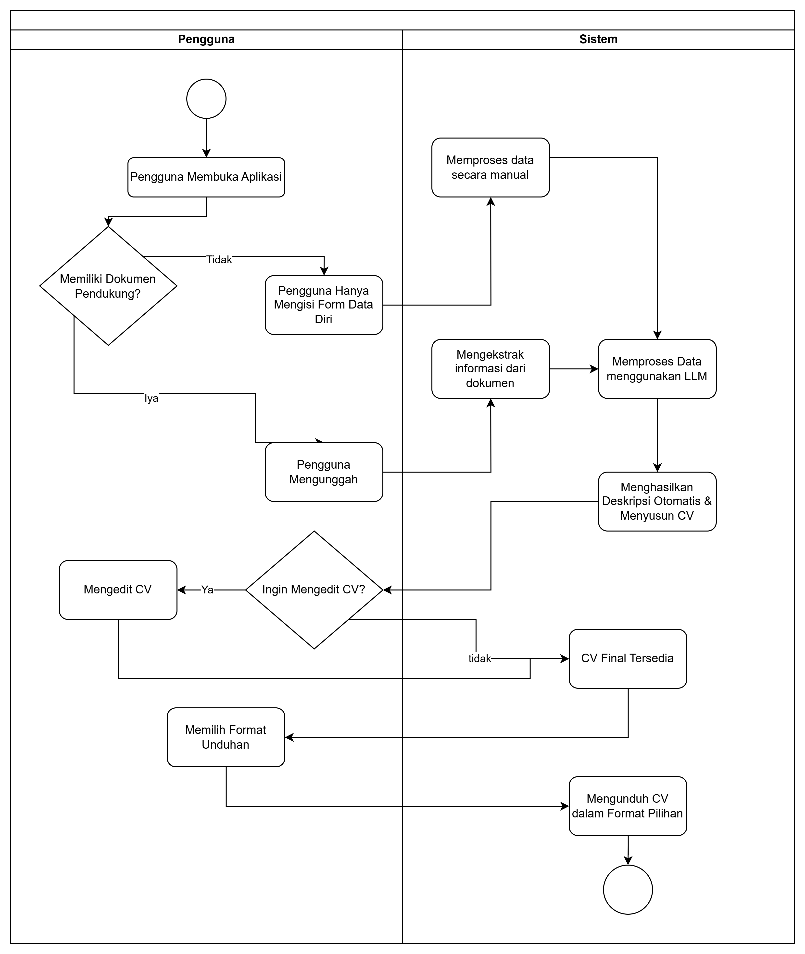 Pengguna
Sistem
Pengguna Membuka Aplikasi
Memproses data
secara manual
Memiliki Dokumen
Pendukung?
Tidak
Pengguna Hanya
Mengisi Form Data
Diri
Mengekstrak
informasi dari
dokumen
Memproses Data
menggunakan LLM
Iya
Pengguna
Mengunggah
Menghasilkan
Deskripsi Otomatis &
Menyusun CV
Mengedit CV
Ya
Ingin Mengedit CV?
tidak
CV Final Tersedia
Memilih Format
Unduhan
Mengunduh CV
dalam Format Pilihan